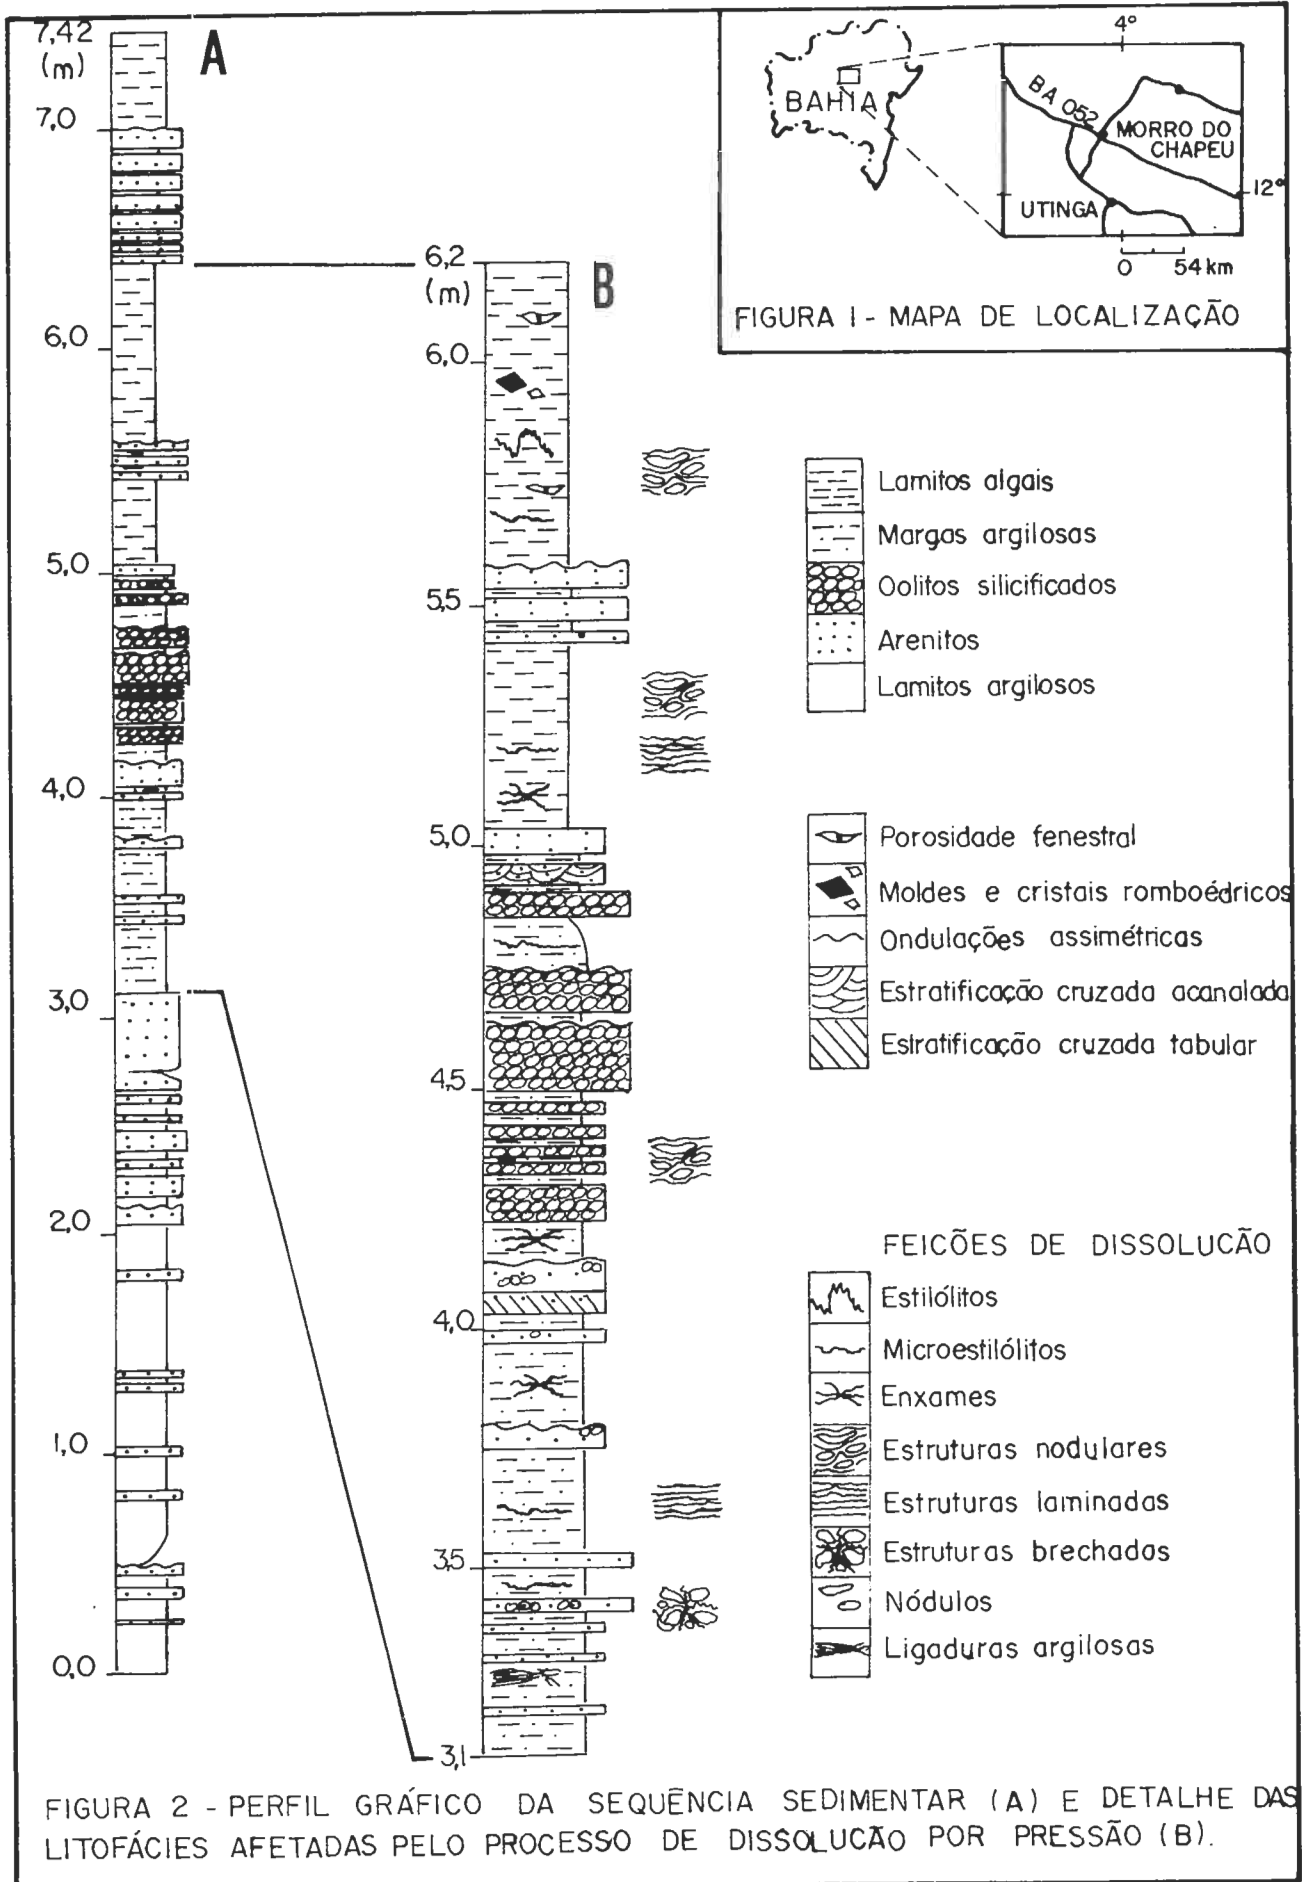 7,42
(m)
7,0
6,0
5,0
4,0
3,0
2,0
1,0
0,0
A
6,2
(m)
6,0
5,5
5,0
4,5
4,0
3,5
3,1
B
BAHIA
4°
BA 052
MORRO DO
CHAPEU
12°
UTINGA
0 54 km
FIGURA 1 - MAPA DE LOCALIZAÇÃO
Lamitos algais
Margas argilosas
Oolitos silicificados
Arenitos
Lamitos argilosos
Porosidade fenestral
Moldes e cristais romboédricos
Ondulações assimétricas
Estratificação cruzada acanalada
Estratificação cruzada tabular
FEICÕES DE DISSOLUCÃO
Estilólitos
Microestilólitos
Enxames
Estruturas nodulares
Estruturas laminadas
Estruturas brechadas
Nódulos
Ligaduras argilosas
FIGURA 2 - PERFIL GRÁFICO DA SEQUÊNCIA SEDIMENTAR (A) E DETALHE DAS
LITOFÁCIES AFETADAS PELO PROCESSO DE DISSOLUCÃO POR PRESSÃO (B).